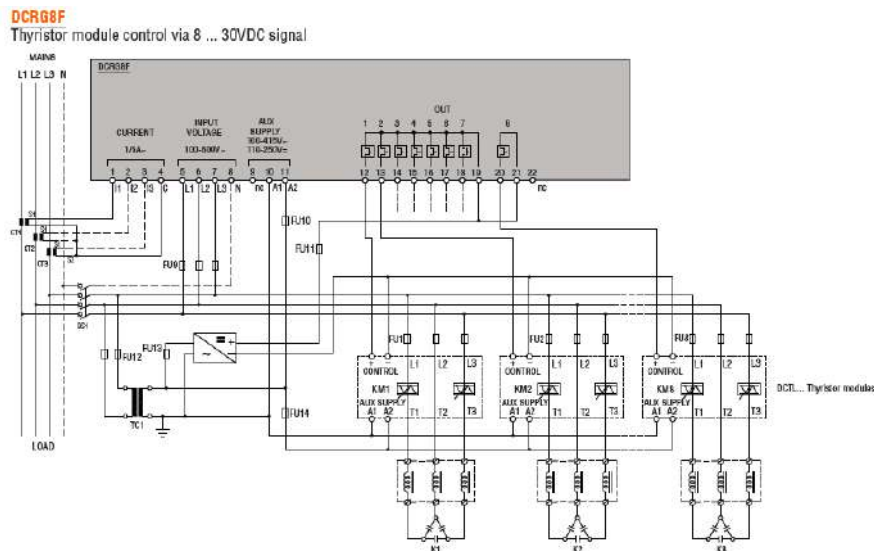 DCRG8F
Thyristor module control via 8 ... 30VDC signal
MAINS
L1 L2 L3 N
DCRG8F
OUT
1 2 3 4 5 6 7 8
CURRENT
1/5A~
INPUT VOLTAGE
100-600V~
AUX SUPPLY
100-415V~
110-250V=
1 2 3 4 5 6 7 8 9 10 11
12 13 14 15 16 17 18 19 20 21 22
I1 I2 I3 C L1 L2 L3 N nc A1 A2
nc
S1
CT1
CT2
CT3
S2
FU10
FU11
FU9
QS1
FU13
FU12
FU14
TC1
LOAD
FU1
FU2
FU8
+ − L1 L2 L3
+ − L1 L2 L3
+ − L1 L2 L3
CONTROL
CONTROL
CONTROL
KM1
KM2
KM8
DCTL... Thyristor modules
AUX SUPPLY
AUX SUPPLY
AUX SUPPLY
A1 A2 T1 T2 T3
A1 A2 T1 T2 T3
A1 A2 T1 T2 T3
K1
K2
K8